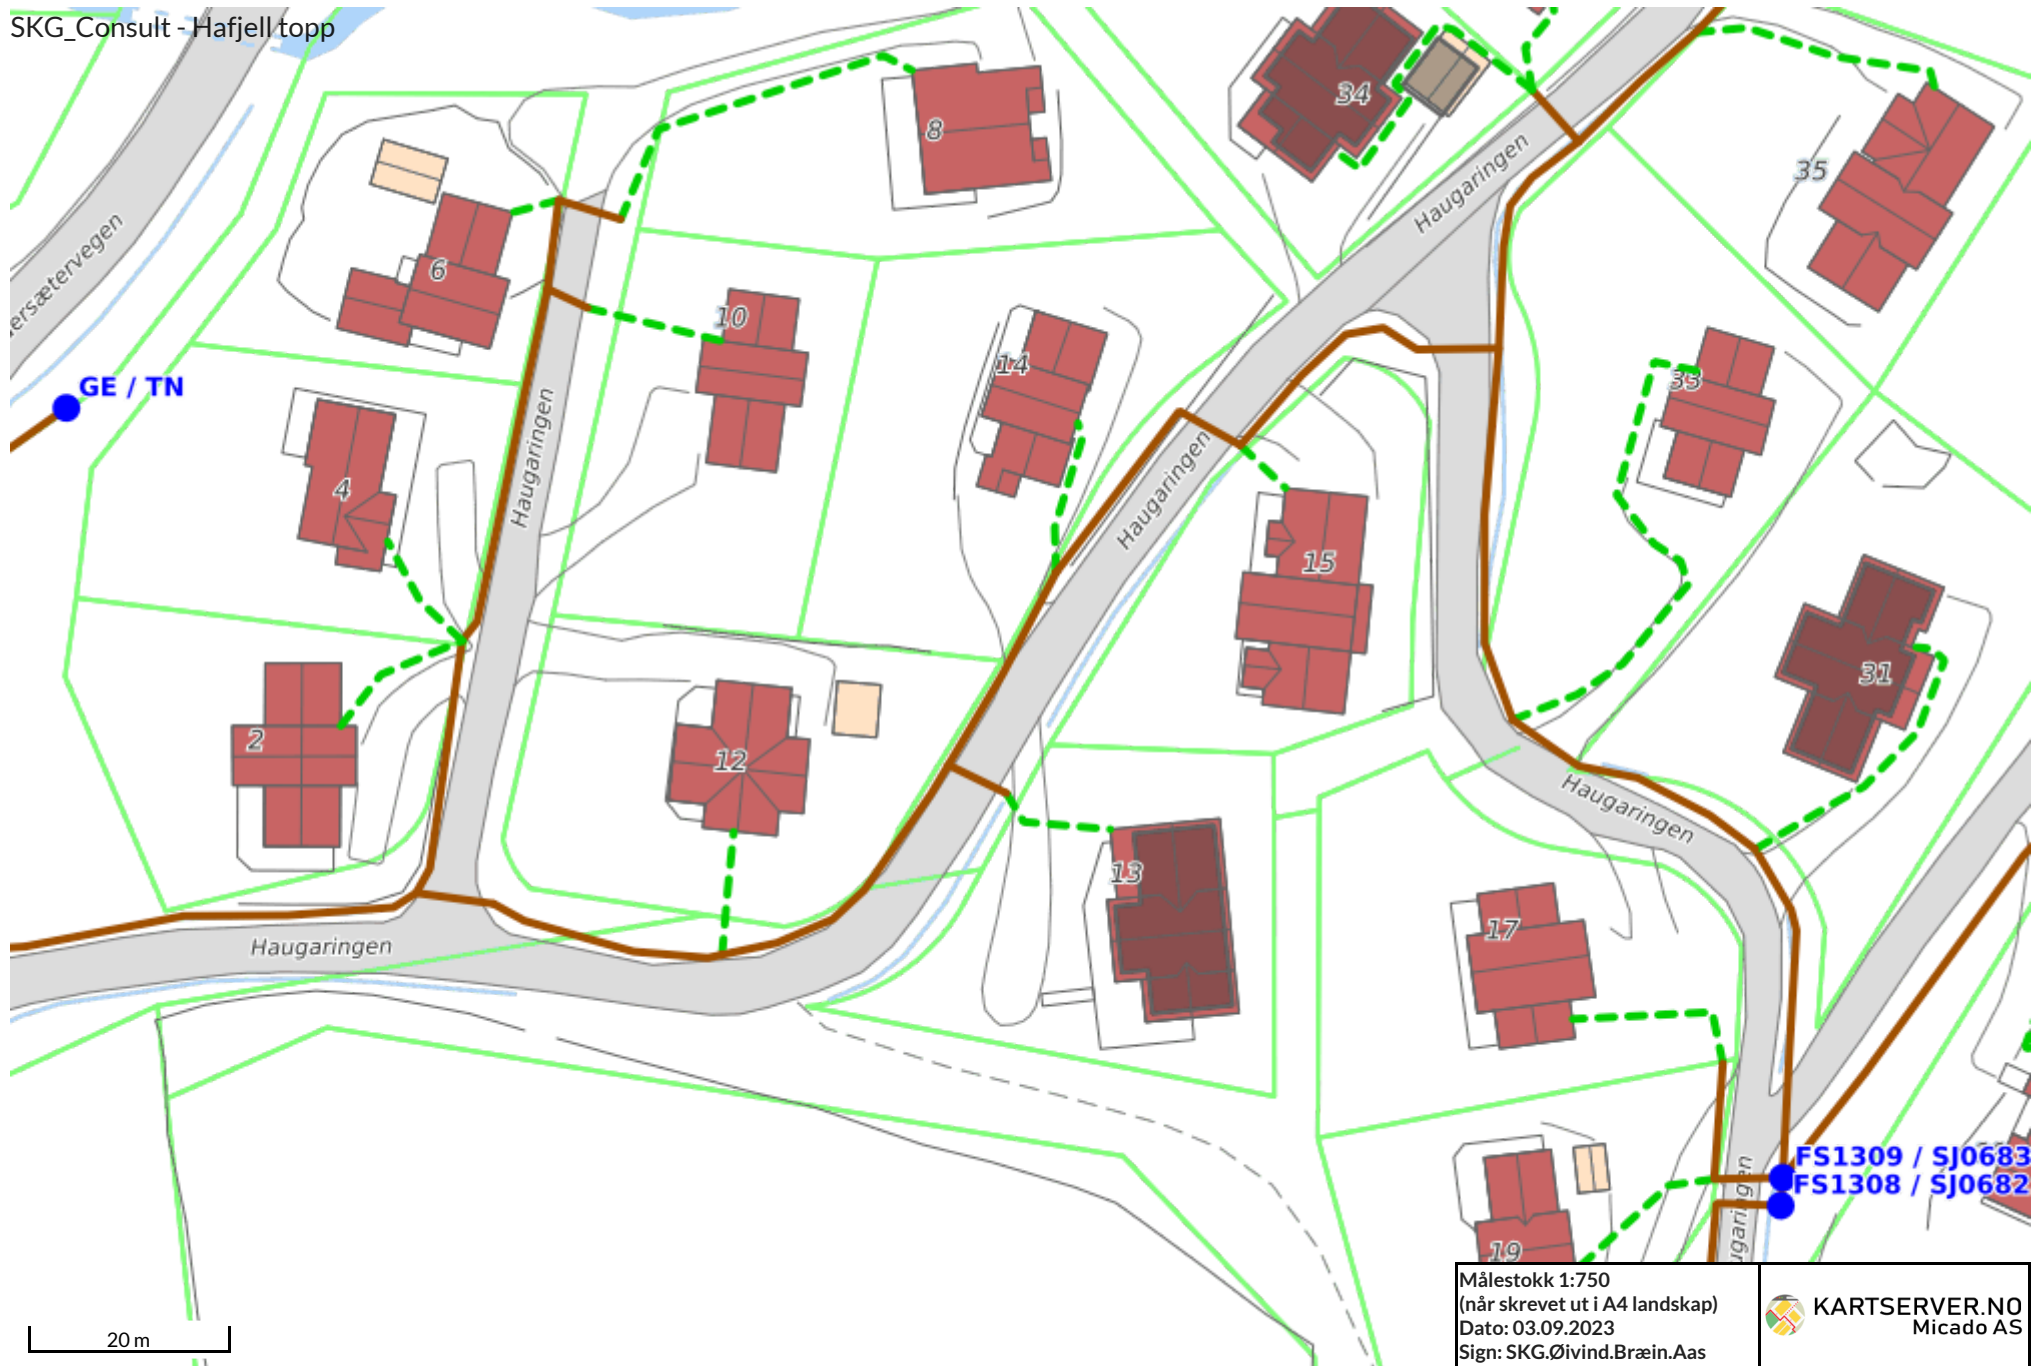 SKG_Consult - Hafjell topp
34
8
Haugaringen
35
ersætervegen
6
10
14
33
GE / TN
Haugaringen
Haugaringen
4
15
31
2
12
Haugaringen
13
17
Haugaringen
FS1309 / SJ0683
FS1308 / SJ0682
ugaringen
19
Målestokk 1:750
(når skrevet ut i A4 landskap)
Dato: 03.09.2023
Sign: SKG.Øivind.Bræin.Aas
KARTSERVER.NO
Micado AS
20 m